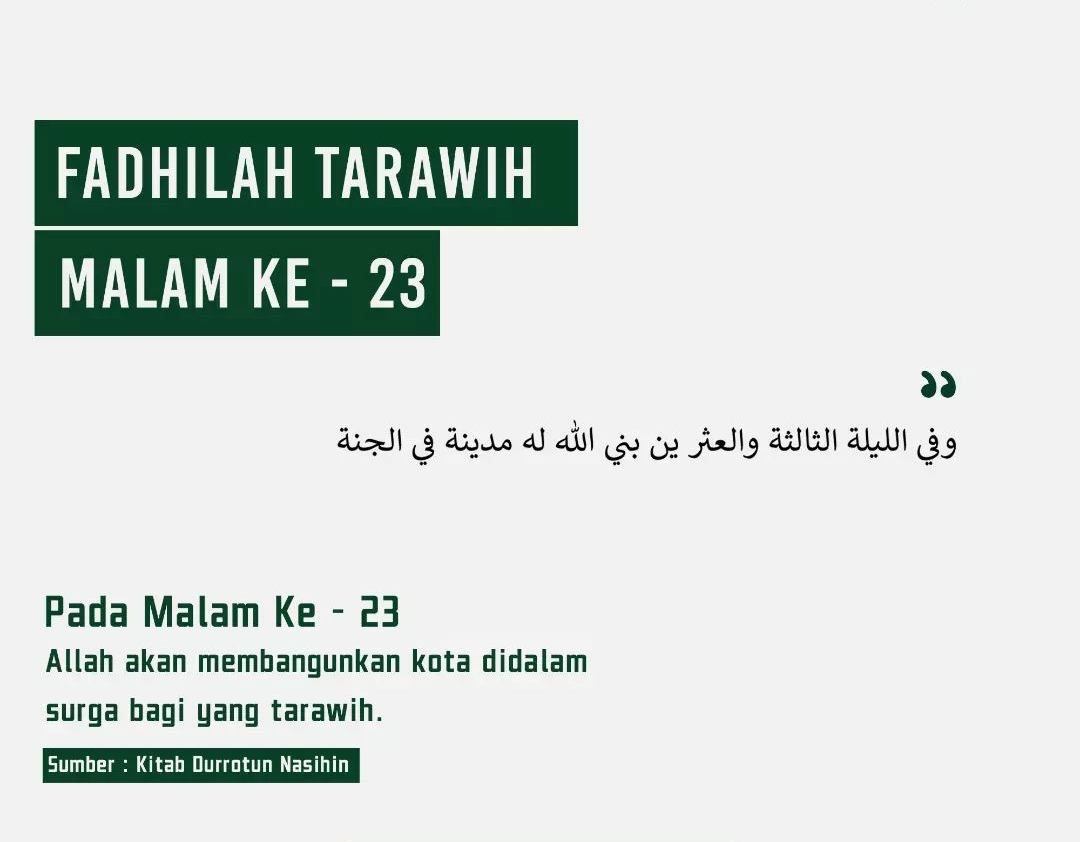 FADHILAH TARAWIH
MALAM KE - 23
”
وفي الليلة الثالثة والعثر ين بني الله له مدينة في الجنة
Pada Malam Ke - 23
Allah akan membangunkan kota didalam
surga bagi yang tarawih.
Sumber : Kitab Durrotun Nasihin